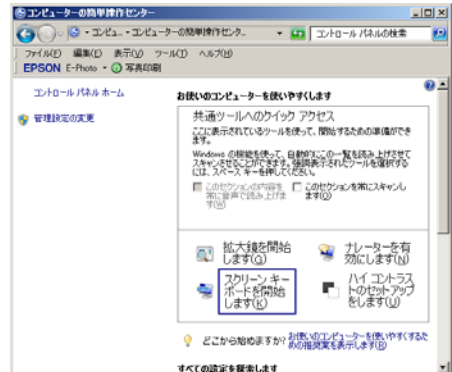 コンピューターの簡単操作センター
コンピュ... コンピューターの簡単操作センタ...
コントロール パネルの検索
ファイル(F) 編集(E) 表示(V) ツール(T) ヘルプ(H)
EPSON E-Photo 写真印刷
コントロール パネル ホーム
管理設定の変更
お使いのコンピューターを使いやすくします
共通ツールへのクイック アクセス
ここに表示されているツールを使って、開始するための準備ができ
ます。
Windows の機能を使って、自動的にこの一覧を読み上げさせて
スキャンさせることができます。強調表示されたツールを選択する
には、スペース キーを押してください。
このセクションの内容を
常に音声で読み上げま
す(W)
このセクションを常にスキャンし
ます(O)
拡大鏡を開始
します(G)
ナレーターを有
効にします(N)
スクリーン キー
ボードを開始
します(K)
ハイ コントラス
トのセットアップ
をします(U)
どこから始めますか? お使いのコンピューターを使いやすくするた
めの推奨案を表示します(R)
すべての設定を探索します